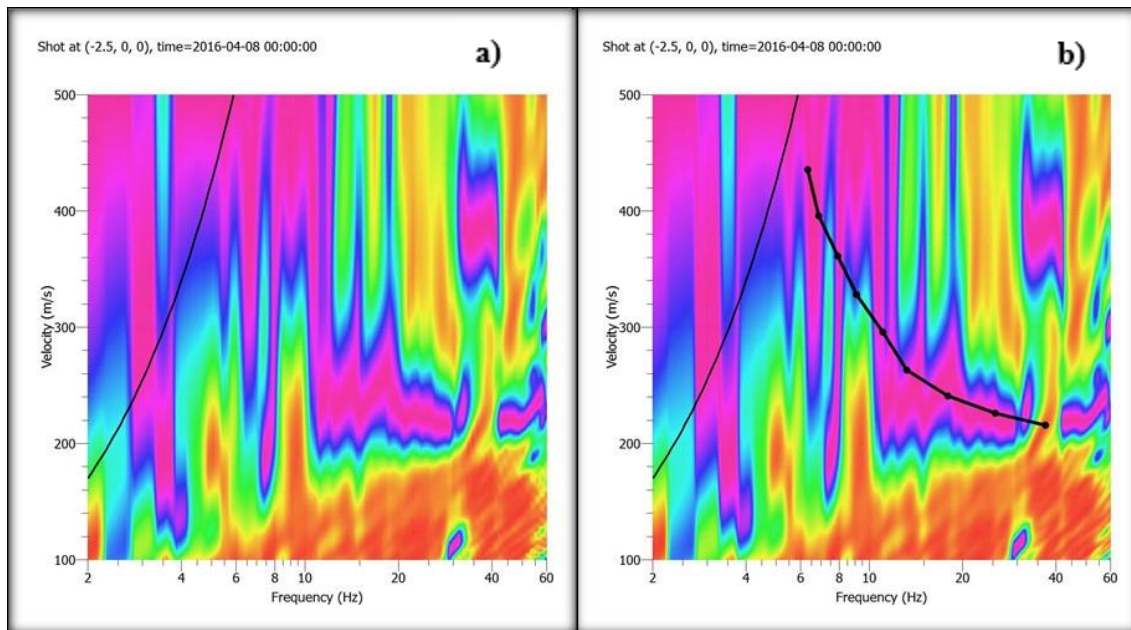 Shot at (-2.5, 0, 0), time=2016-04-08 00:00:00
a)
500
400
300
200
100
Velocity (m/s)
2 4 6 8 10 20 40 60
Frequency (Hz)
Shot at (-2.5, 0, 0), time=2016-04-08 00:00:00
b)
500
400
300
200
100
Velocity (m/s)
2 4 6 8 10 20 40 60
Frequency (Hz)